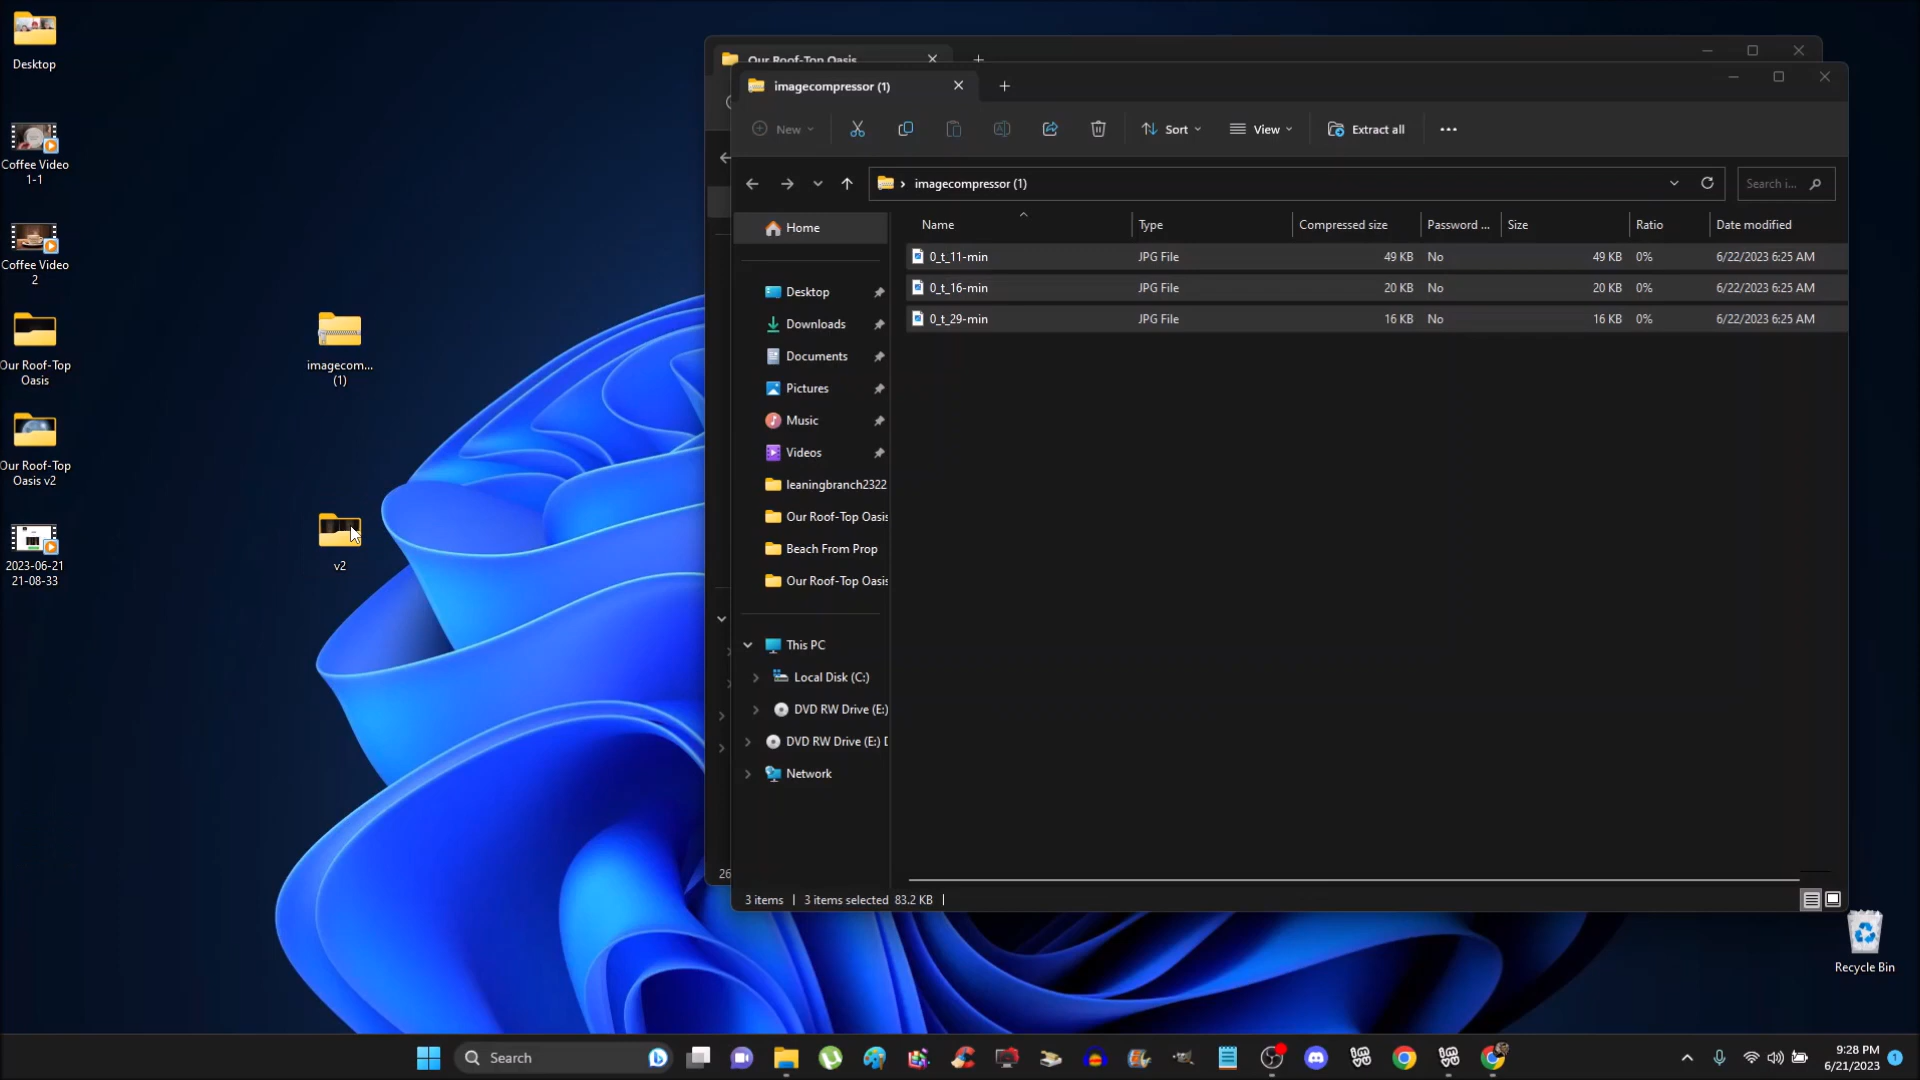 Desktop
Coffee Video
1-1
Coffee Video
2
Our Roof-Top
Oasis
Our Roof-Top
Oasis v2
2023-06-21
21-08-33
imagecom...
(1)
v2
Our Roof-Top Oasis
imagecompressor (1)
New
Sort
View
Extract all
imagecompressor (1)
Search i...
Name Type Compressed size Password ... Size Ratio Date modified
0_t_11-min JPG File 49 KB No 49 KB 0% 6/22/2023 6:25 AM
0_t_16-min JPG File 20 KB No 20 KB 0% 6/22/2023 6:25 AM
0_t_29-min JPG File 16 KB No 16 KB 0% 6/22/2023 6:25 AM
Home
Desktop
Downloads
Documents
Pictures
Music
Videos
leaningbranch2322
Our Roof-Top Oasis
Beach From Prop
Our Roof-Top Oasis
This PC
Local Disk (C:)
DVD RW Drive (E:)
DVD RW Drive (E:) D
Network
26
3 items 3 items selected 83.2 KB
Recycle Bin
Search
9:28 PM
6/21/2023
1